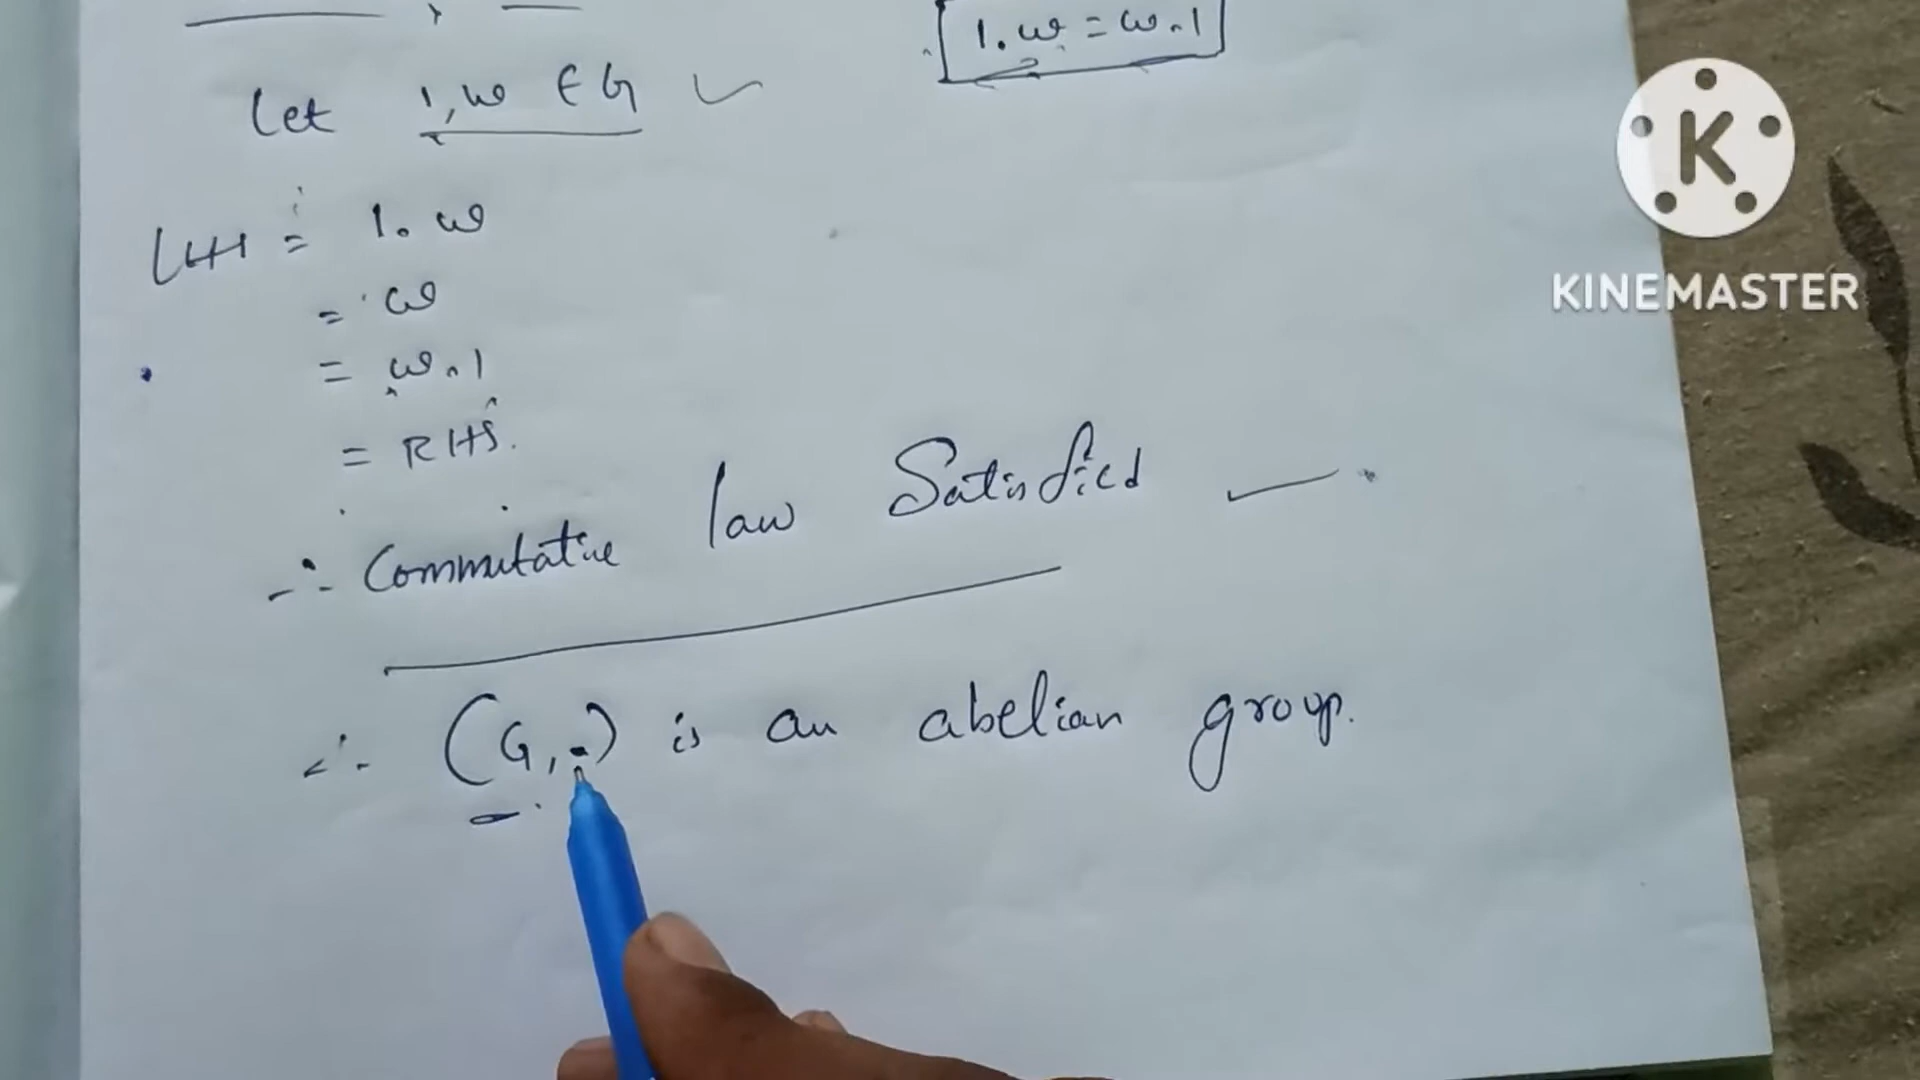 1.ω = ω.1
Let 1,ω ∈ G
LHS = 1.ω
= ω
= ω.1
= RHS.
∴ Commutative law Satisfied
∴ (G, .) is an abelian group.
K
KINEMASTER